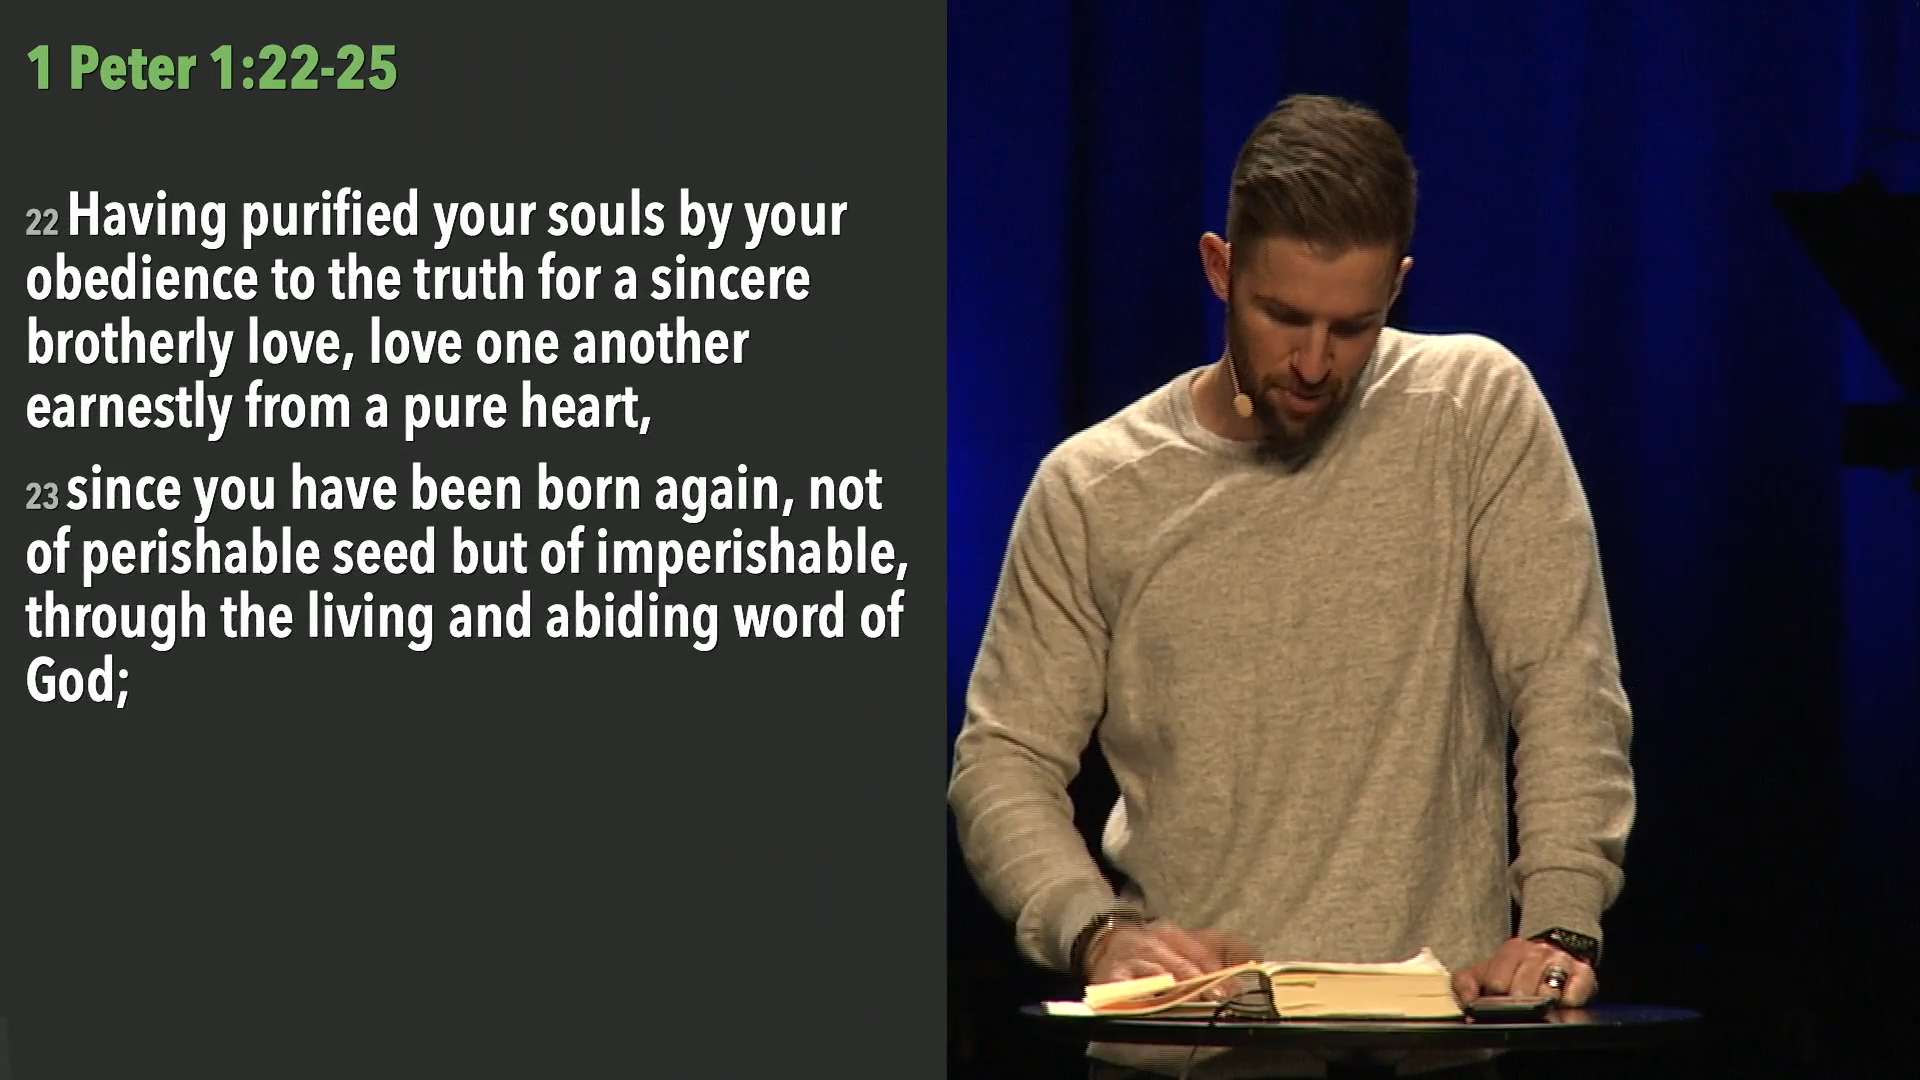 1 Peter 1:22-25
22 Having purified your souls by your
obedience to the truth for a sincere
brotherly love, love one another
earnestly from a pure heart,
23 since you have been born again, not
of perishable seed but of imperishable,
through the living and abiding word of
God;